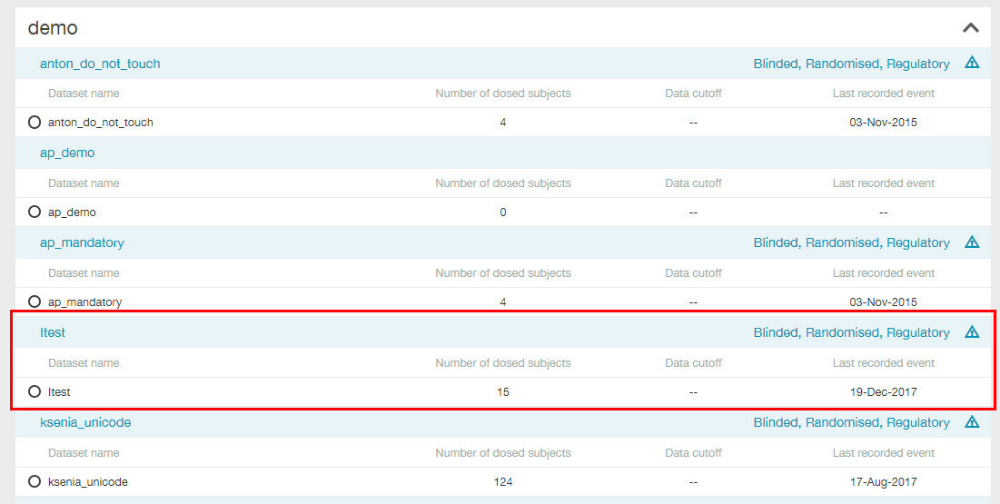 demo
anton_do_not_touch Blinded, Randomised, Regulatory
Dataset name Number of dosed subjects Data cutoff Last recorded event
anton_do_not_touch 4 -- 03-Nov-2015
ap_demo
Dataset name Number of dosed subjects Data cutoff Last recorded event
ap_demo 0 -- --
ap_mandatory Blinded, Randomised, Regulatory
Dataset name Number of dosed subjects Data cutoff Last recorded event
ap_mandatory 4 -- 03-Nov-2015
Itest Blinded, Randomised, Regulatory
Dataset name Number of dosed subjects Data cutoff Last recorded event
Itest 15 -- 19-Dec-2017
ksenia_unicode Blinded, Randomised, Regulatory
Dataset name Number of dosed subjects Data cutoff Last recorded event
ksenia_unicode 124 -- 17-Aug-2017